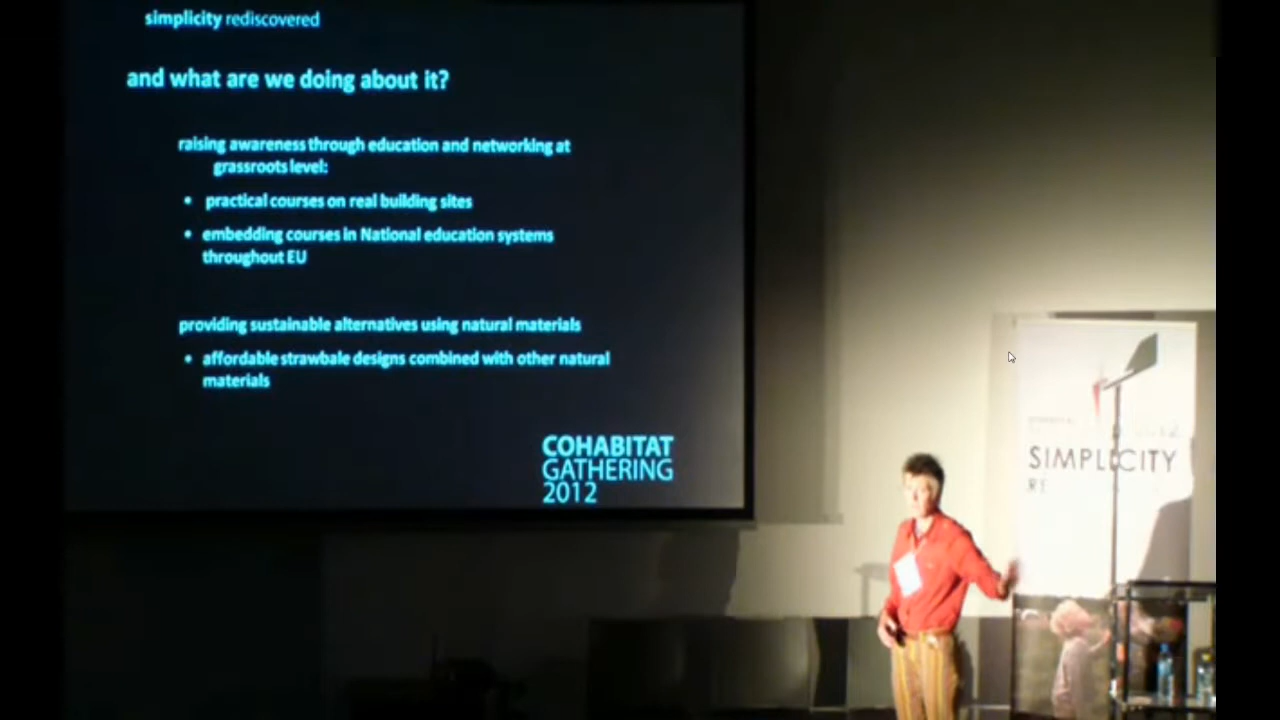 simplicity rediscovered
and what are we doing about it?
raising awareness through education and networking at
grassroots level:
• practical courses on real building sites
• embedding courses in National education systems
throughout EU
providing sustainable alternatives using natural materials
• affordable strawbale designs combined with other natural
materials
COHABITAT
GATHERING
2012
2012
SIMPLICITY